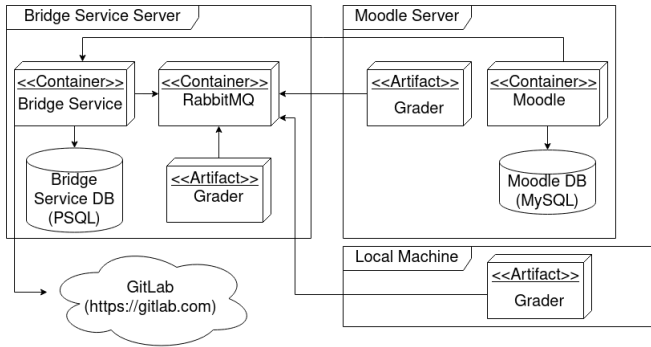 Bridge Service Server
Moodle Server
<<Container>>
Bridge Service
<<Container>>
RabbitMQ
<<Artifact>>
Grader
<<Container>>
Moodle
Bridge
Service DB
(PSQL)
<<Artifact>>
Grader
Moodle DB
(MySQL)
Local Machine
<<Artifact>>
Grader
GitLab
(https://gitlab.com)